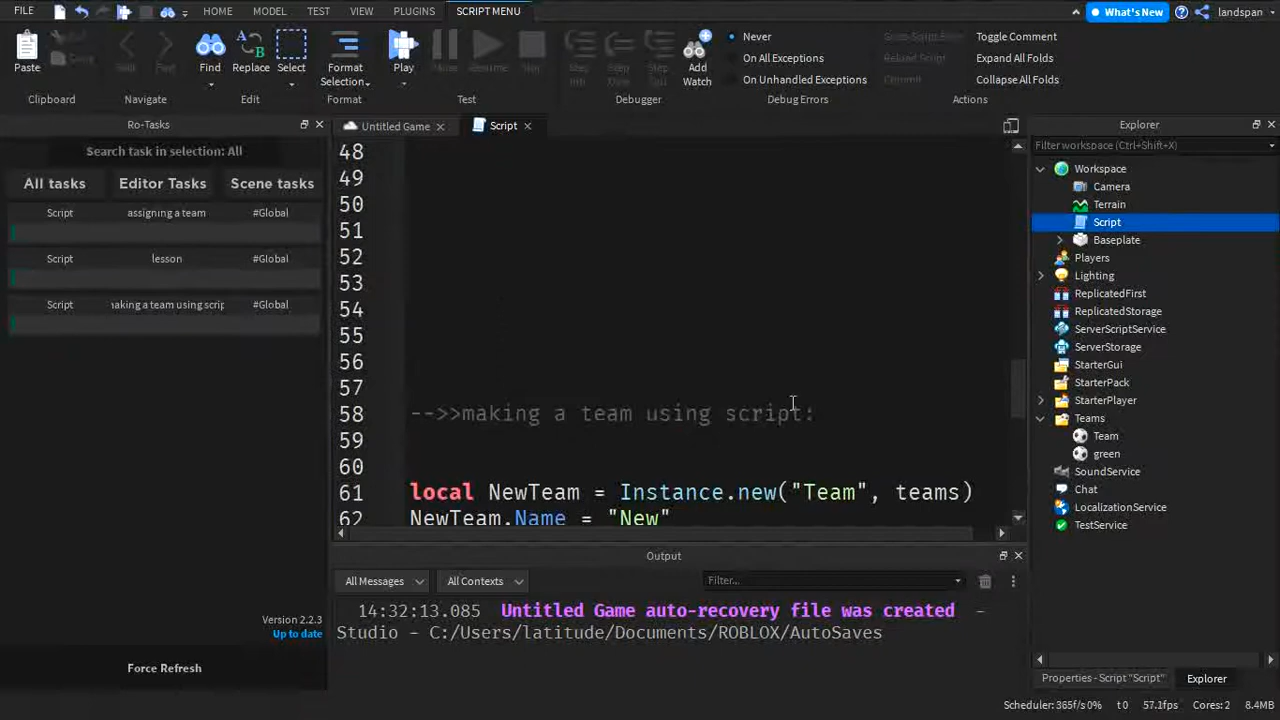 FILE HOME MODEL TEST VIEW PLUGINS SCRIPT MENU What's New landspan
Paste
Find
Replace
Select
Format
Selection
Play
Add
Watch
Never
On All Exceptions
On Unhandled Exceptions
Commit
Toggle Comment
Expand All Folds
Collapse All Folds
Clipboard Navigate Edit Format Test Debugger Debug Errors Actions
Ro-Tasks
Search task in selection: All
All tasks Editor Tasks Scene tasks
Script assigning a team #Global
Script lesson #Global
Script aking a team using scrip #Global
Version 2.2.3
Up to date
Force Refresh
Untitled Game Script
48
49
50
51
52
53
54
55
56
57
58 -->>making a team using script:
59
60
61 local NewTeam = Instance.new("Team", teams)
62 NewTeam.Name = "New"
Output
All Messages All Contexts Filter...
14:32:13.085 Untitled Game auto-recovery file was created -
Studio - C:/Users/latitude/Documents/ROBLOX/AutoSaves
Explorer
Filter workspace (Ctrl+Shift+X)
Workspace
Camera
Terrain
Script
Baseplate
Players
Lighting
ReplicatedFirst
ReplicatedStorage
ServerScriptService
ServerStorage
StarterGui
StarterPack
StarterPlayer
Teams
Team
green
SoundService
Chat
LocalizationService
TestService
Properties - Script "Script" Explorer
Scheduler: 365f/s0% t 0 57.1fps Cores: 2 8.4MB